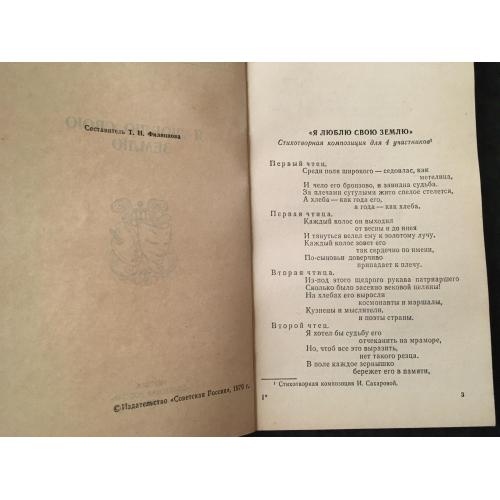 Составитель Т. Н. Филиппова
© Издательство «Советская Россия», 1979 г.
«Я ЛЮБЛЮ СВОЮ ЗЕМЛЮ»
Стихотворная композиция для 4 участников¹
Первый чтец.
Среди поля широкого — седовлас, как
метелица,
И чело его бронзово, и завидна судьба.
За плечами сутулыми жито спелое стелется,
А хлеба — как года его,
а года — как хлеба.
Первая чтица.
Каждый колос он выходил
от весны и до инея
И тянуться велел ему к золотому лучу,
Каждый колос зовет его
так сердечно по имени,
По-сыновьи доверчиво
припадает к плечу.
Вторая чтица.
Из-под этого щедрого рукава патриаршего
Сколько было засеяно вековой целины!
На хлебах его выросли
космонавты и маршалы,
Кузнецы и мыслители,
и поэты страны.
Второй чтец.
Я хотел бы судьбу его
отчеканить на мраморе,
Но, чтоб все это выразить,
нет такого резца.
В поле каждое зернышко
бережет его в памяти,
¹ Стихотворная композиция И. Сахаровой.
1*
3